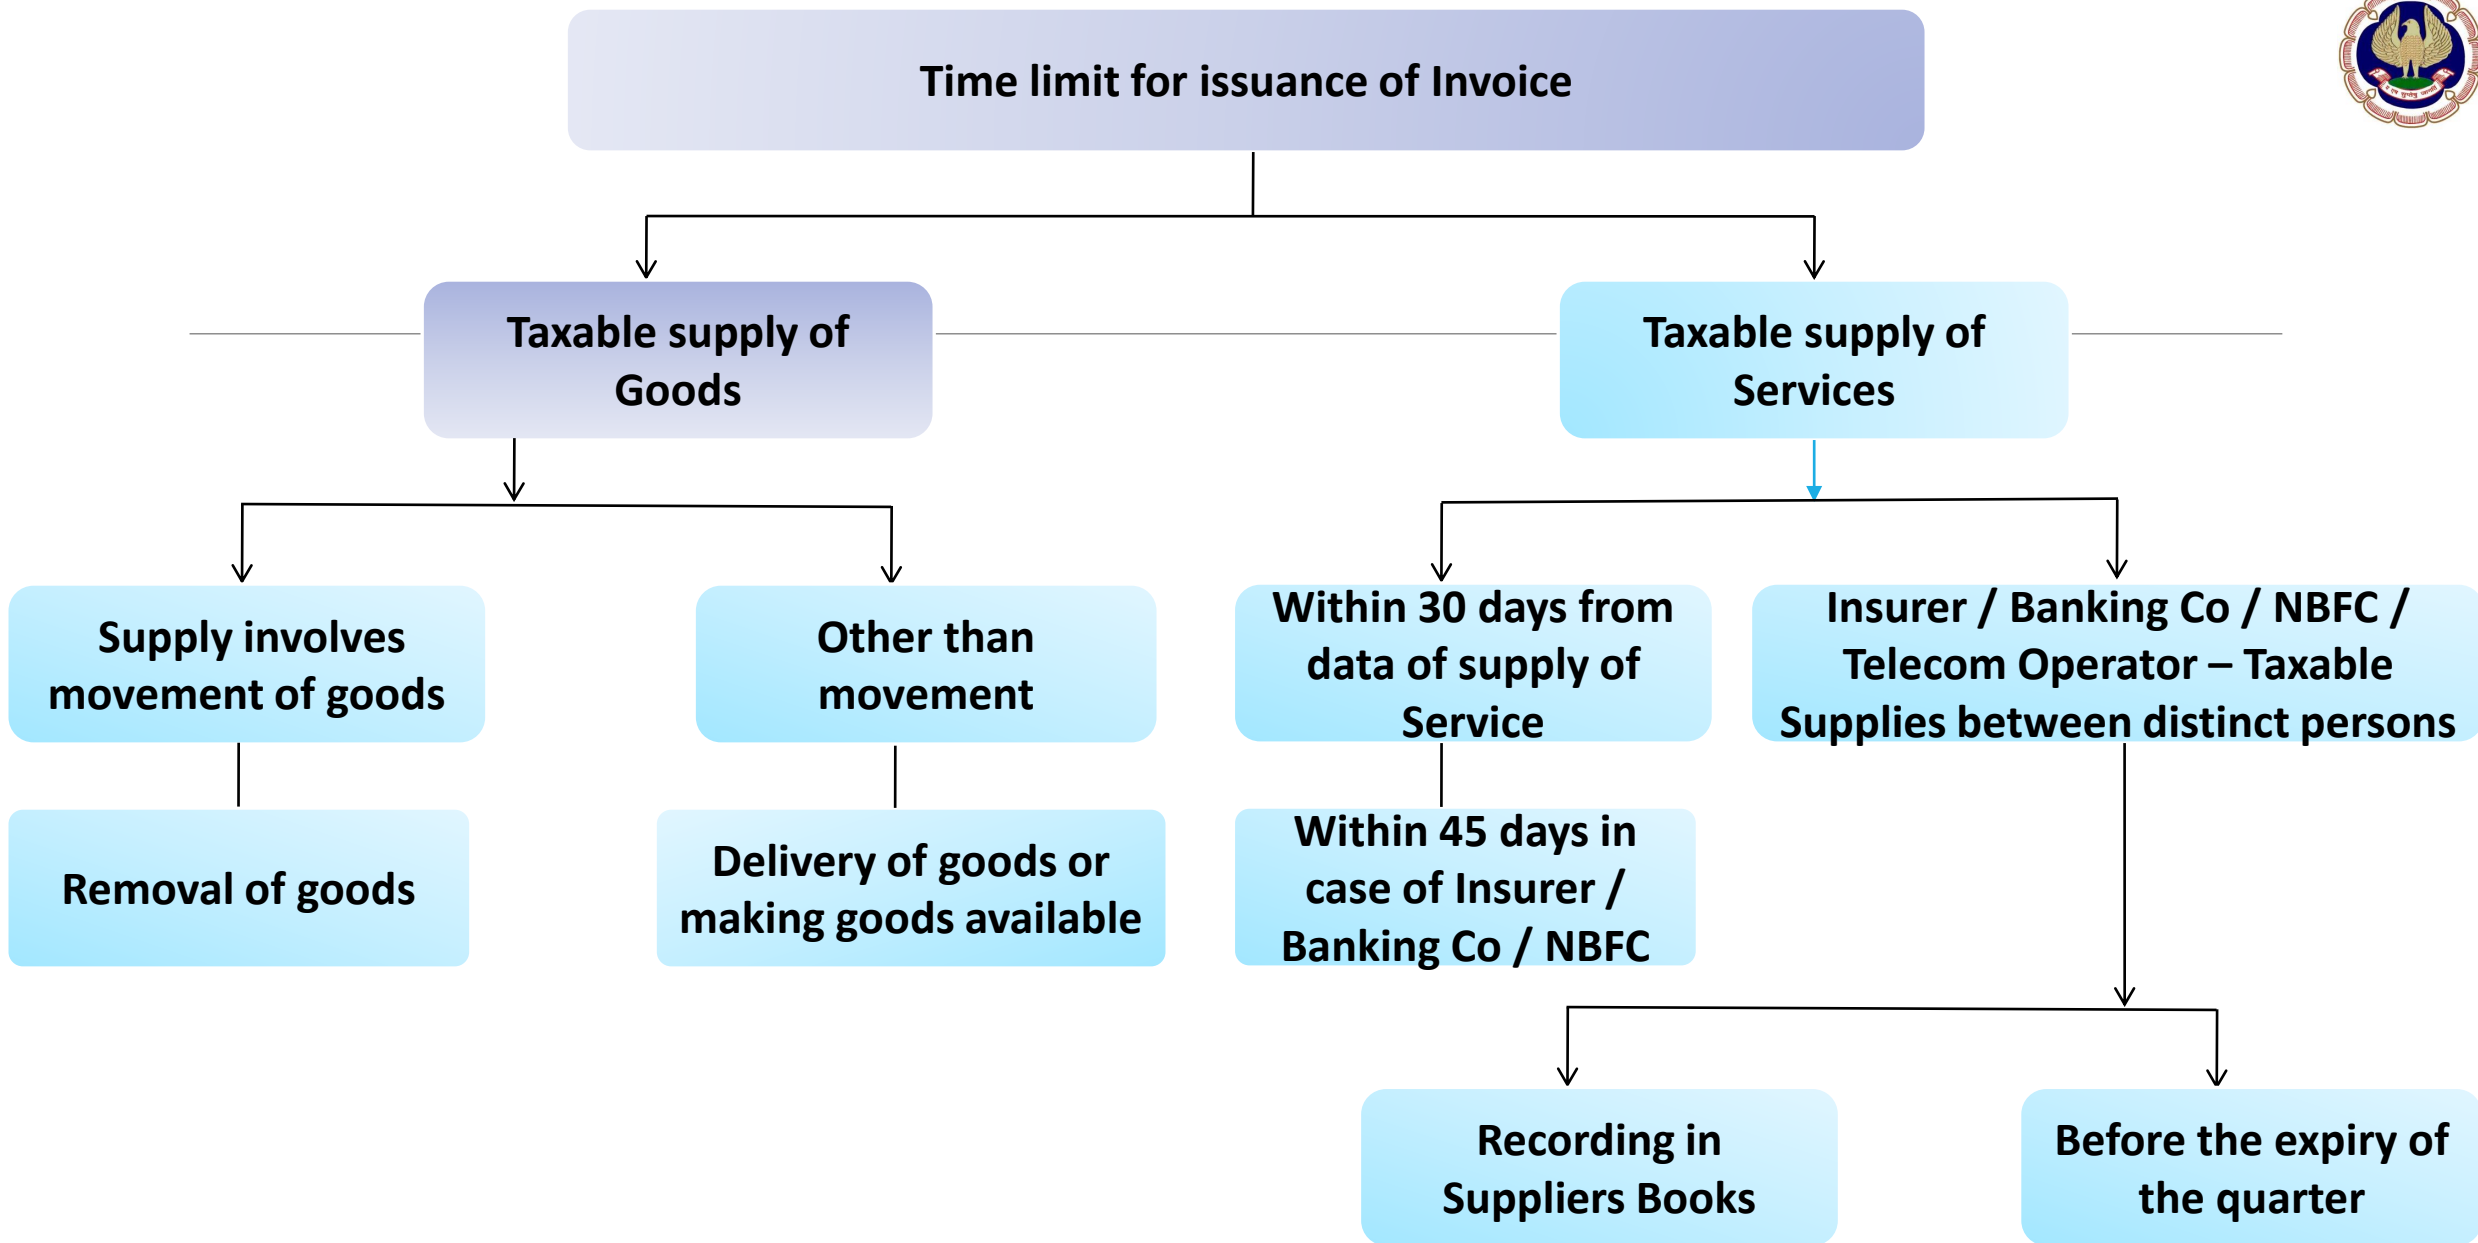 Time limit for issuance of Invoice
Taxable supply of
Goods
Taxable supply of
Services
Supply involves
movement of goods
Other than
movement
Within 30 days from
data of supply of
Service
Insurer / Banking Co / NBFC /
Telecom Operator – Taxable
Supplies between distinct persons
Removal of goods
Delivery of goods or
making goods available
Within 45 days in
case of Insurer /
Banking Co / NBFC
Recording in
Suppliers Books
Before the expiry of
the quarter